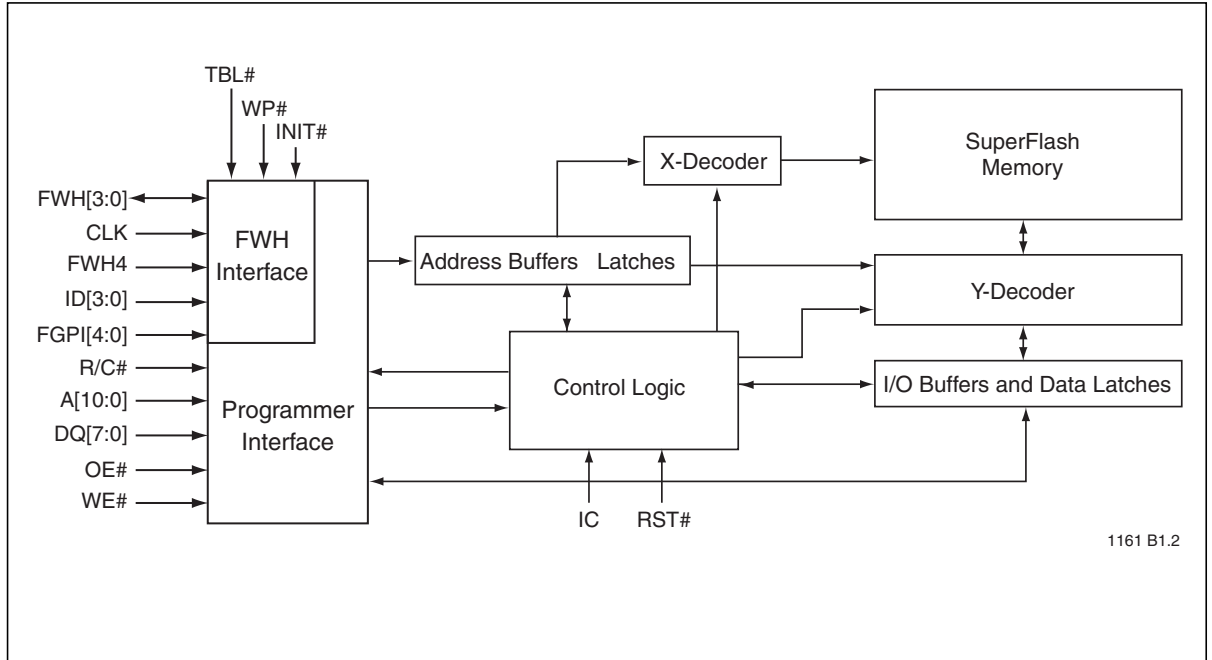 TBL#
WP#
INIT#
FWH[3:0]
CLK
FWH4
ID[3:0]
FGPI[4:0]
R/C#
A[10:0]
DQ[7:0]
OE#
WE#
FWH
Interface
Programmer
Interface
X-Decoder
SuperFlash
Memory
Address Buffers Latches
Y-Decoder
Control Logic
I/O Buffers and Data Latches
IC
RST#
1161 B1.2